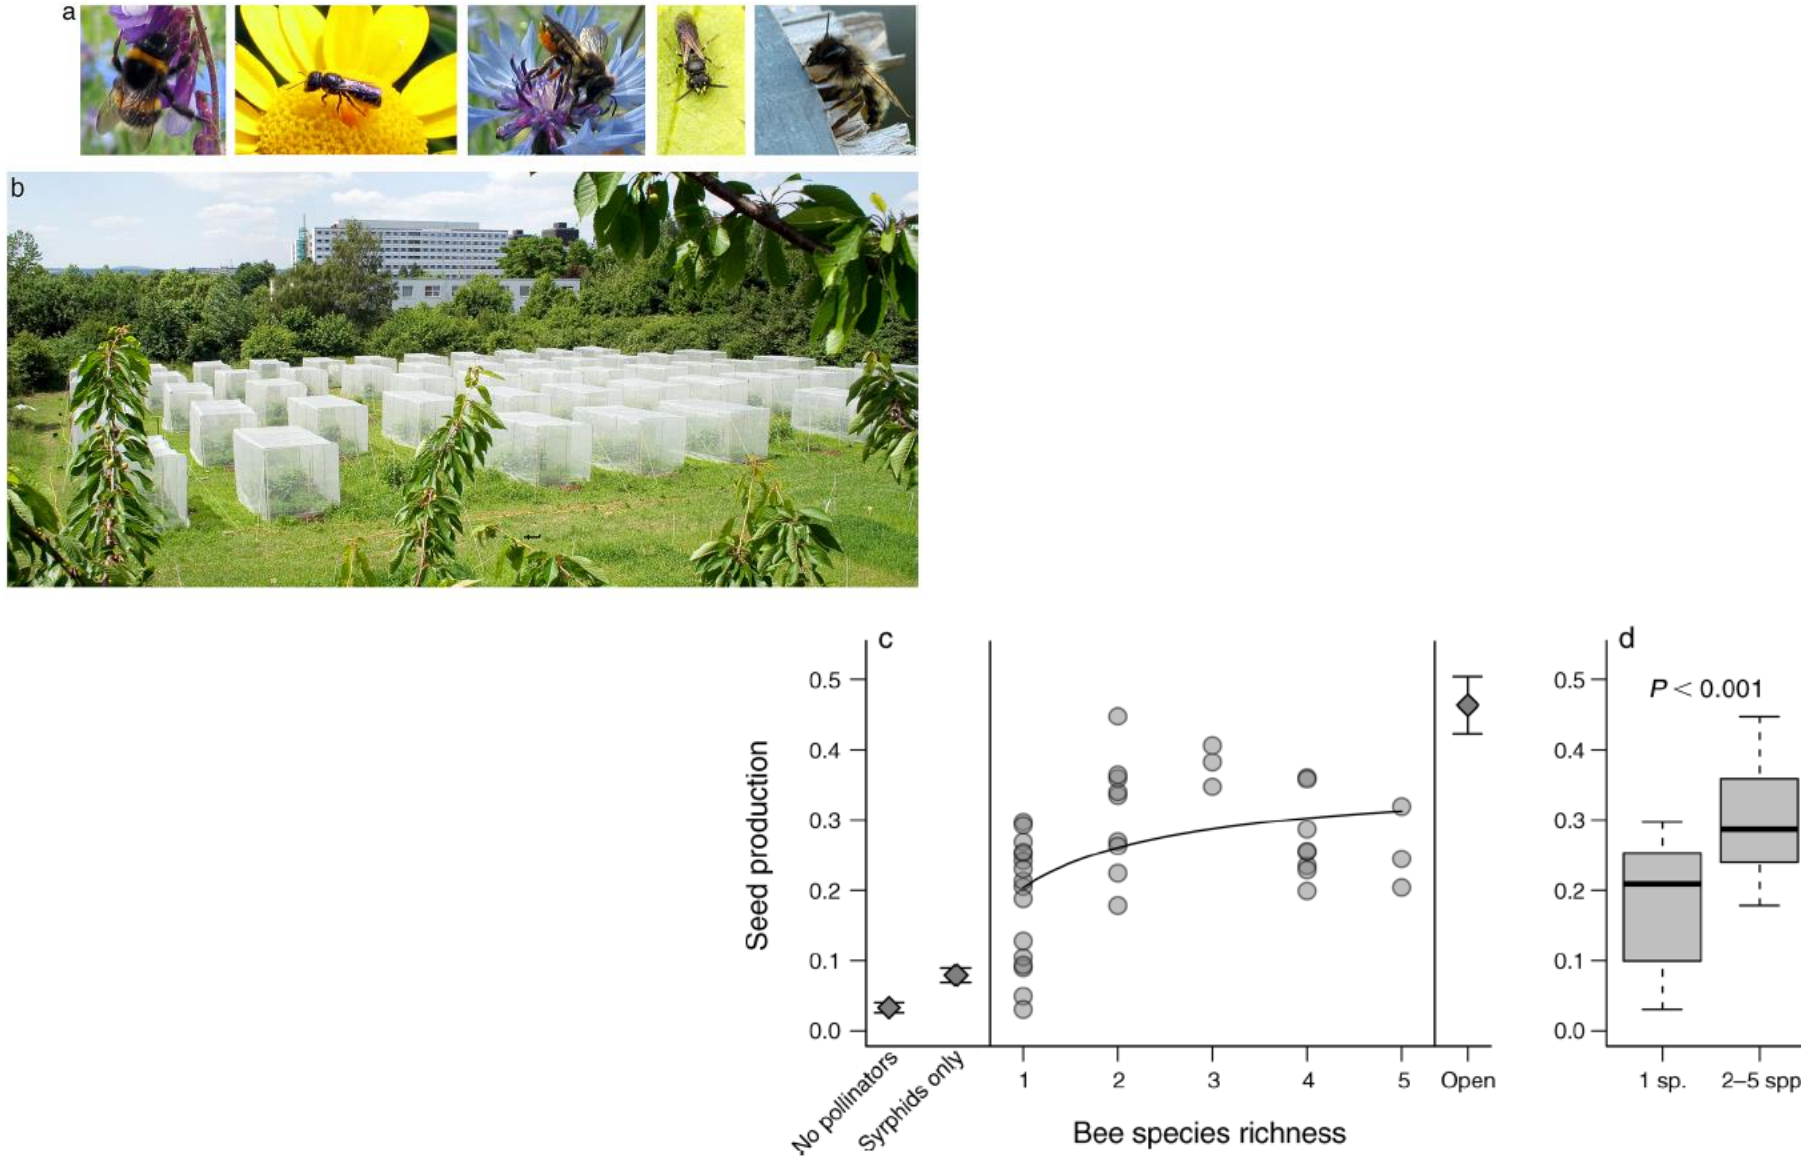 a
b
c
0.5
0.4
0.3
0.2
0.1
0.0
Seed production
No pollinators
Syrphids only
1
2
3
4
5
Open
Bee species richness
d
P < 0.001
0.5
0.4
0.3
0.2
0.1
0.0
1 sp.
2–5 spp